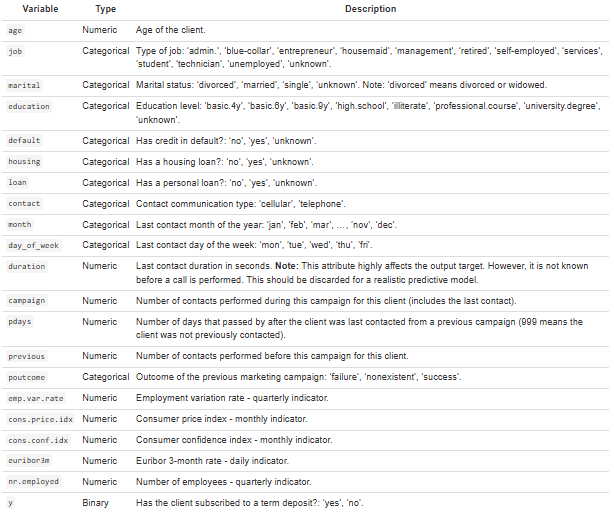 Variable Type Description
age Numeric Age of the client.
job Categorical Type of job: 'admin.', 'blue-collar', 'entrepreneur', 'housemaid', 'management', 'retired', 'self-employed', 'services',
'student', 'technician', 'unemployed', 'unknown'.
marital Categorical Marital status: 'divorced', 'married', 'single', 'unknown'. Note: 'divorced' means divorced or widowed.
education Categorical Education level: 'basic.4y', 'basic.6y', 'basic.9y', 'high.school', 'illiterate', 'professional.course', 'university.degree',
'unknown'.
default Categorical Has credit in default?: 'no', 'yes', 'unknown'.
housing Categorical Has a housing loan?: 'no', 'yes', 'unknown'.
loan Categorical Has a personal loan?: 'no', 'yes', 'unknown'.
contact Categorical Contact communication type: 'cellular', 'telephone'.
month Categorical Last contact month of the year: 'jan', 'feb', 'mar', ..., 'nov', 'dec'.
day_of_week Categorical Last contact day of the week: 'mon', 'tue', 'wed', 'thu', 'fri'.
duration Numeric Last contact duration in seconds. Note: This attribute highly affects the output target. However, it is not known
before a call is performed. This should be discarded for a realistic predictive model.
campaign Numeric Number of contacts performed during this campaign for this client (includes the last contact).
pdays Numeric Number of days that passed by after the client was last contacted from a previous campaign (999 means the
client was not previously contacted).
previous Numeric Number of contacts performed before this campaign for this client.
poutcome Categorical Outcome of the previous marketing campaign: 'failure', 'nonexistent', 'success'.
emp.var.rate Numeric Employment variation rate - quarterly indicator.
cons.price.idx Numeric Consumer price index - monthly indicator.
cons.conf.idx Numeric Consumer confidence index - monthly indicator.
euribor3m Numeric Euribor 3-month rate - daily indicator.
nr.employed Numeric Number of employees - quarterly indicator.
y Binary Has the client subscribed to a term deposit?: 'yes', 'no'.